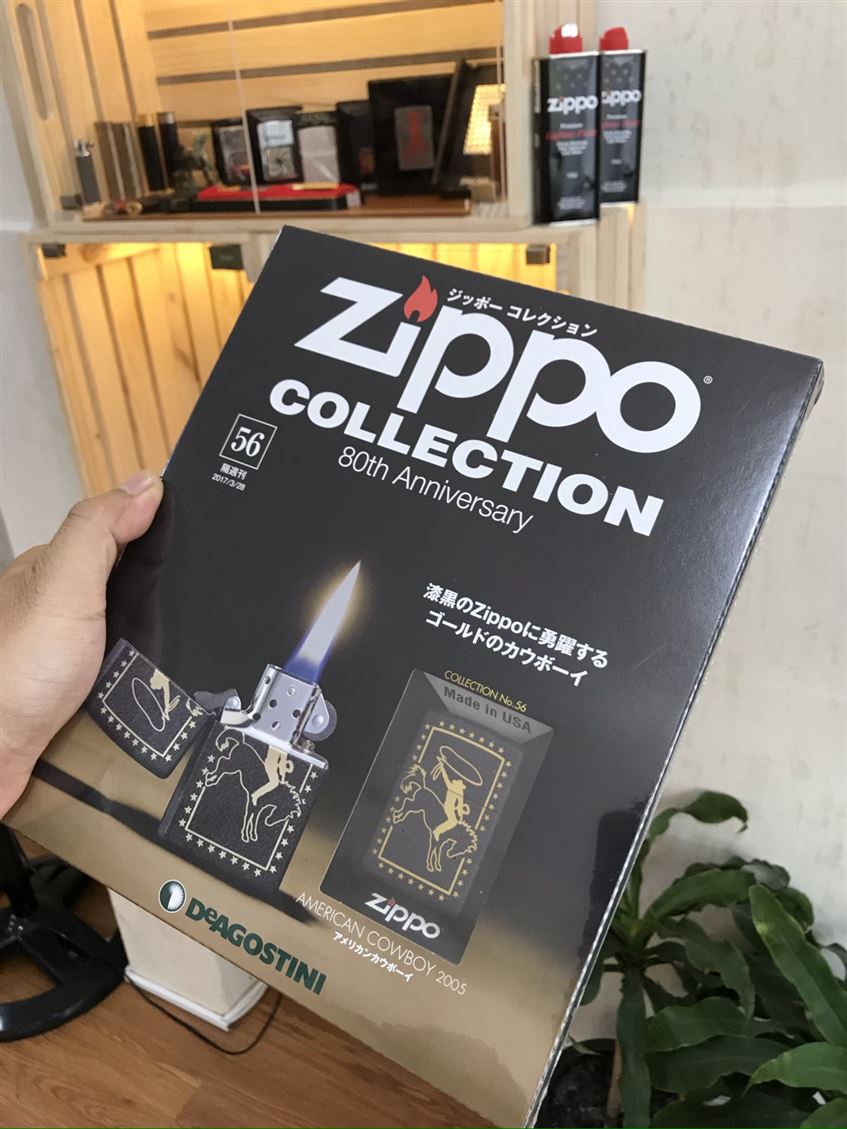 zippo
zippo
ジッポー コレクション
Zippo®
COLLECTION
80th Anniversary
56
隔週刊
2017/3/28
漆黒のZippoに勇躍する
ゴールドのカウボーイ
COLLECTION No.56
Made in USA
zippo
AMERICAN COWBOY 2005
アメリカンカウボーイ
DeAGOSTINI